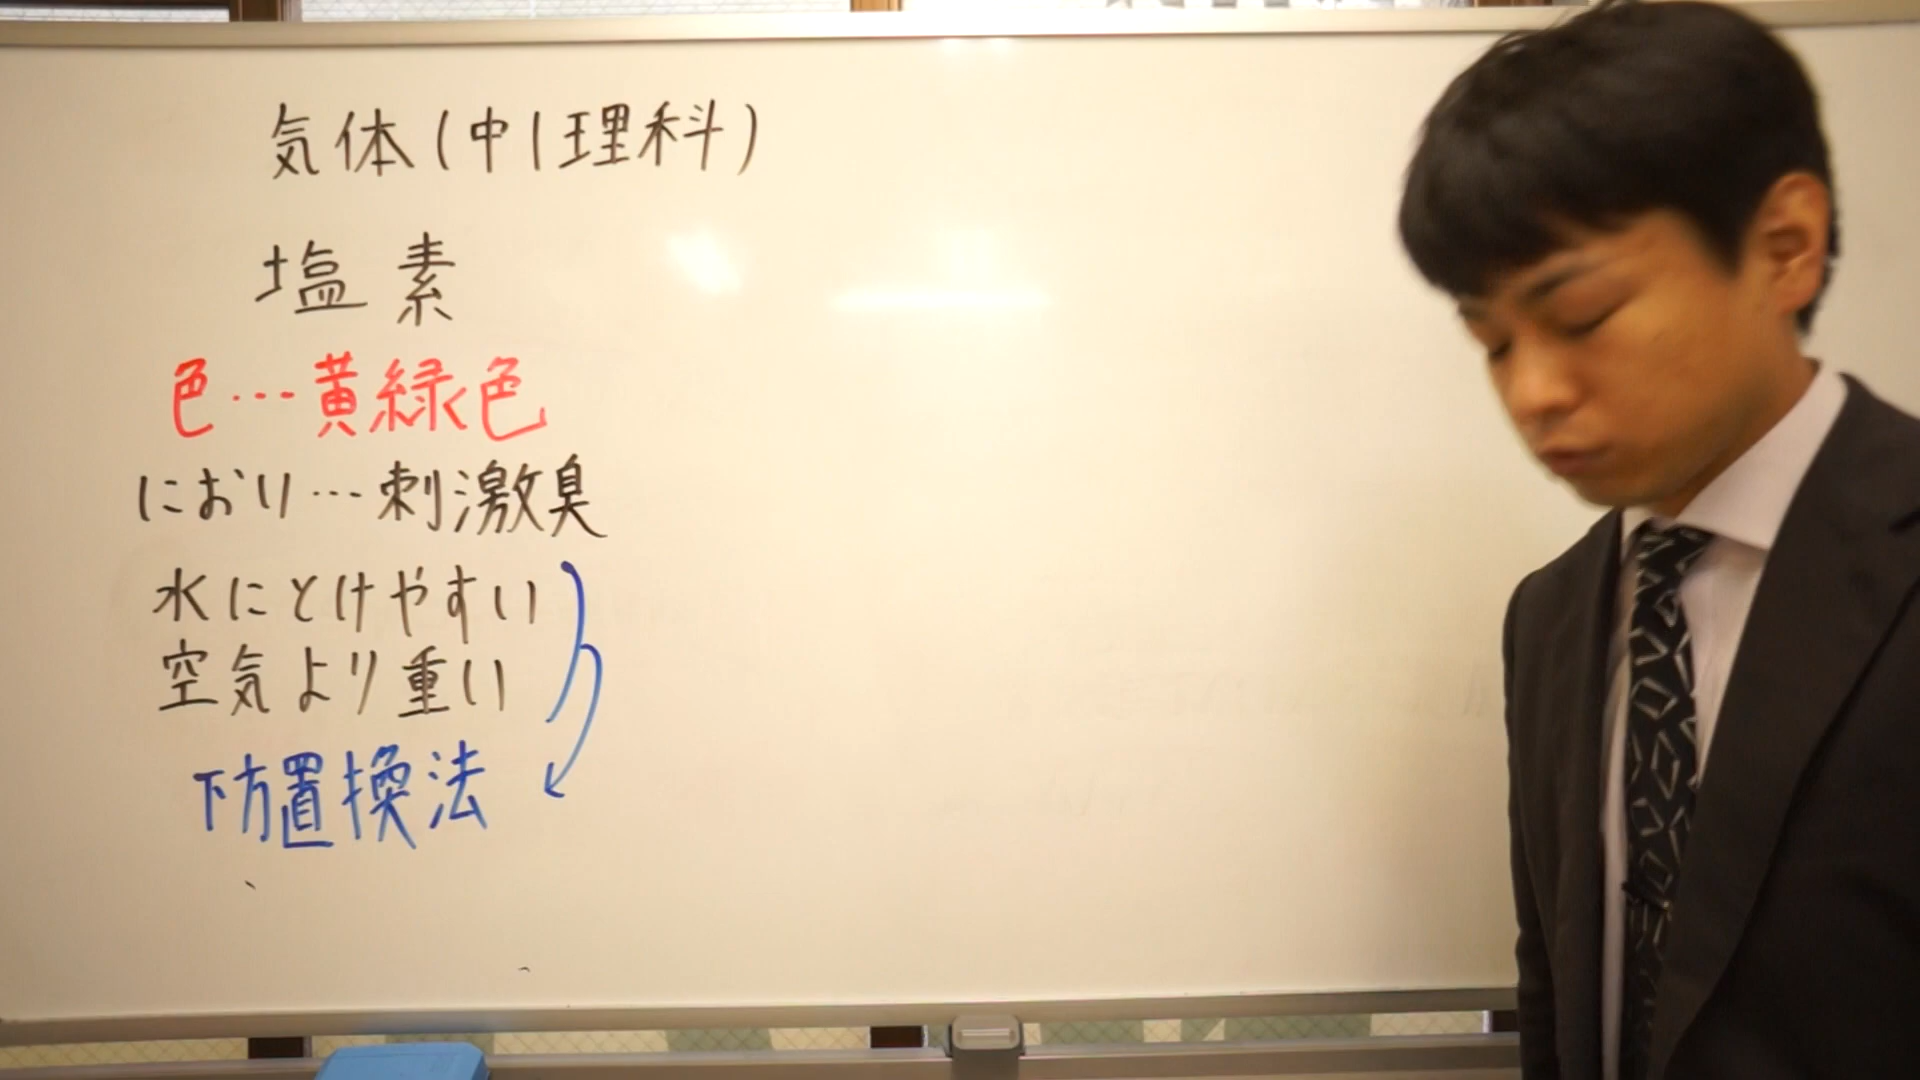 気体(中1理科)
塩素
色…黄緑色
におい…刺激臭
水にとけやすい
空気より重い
下方置換法